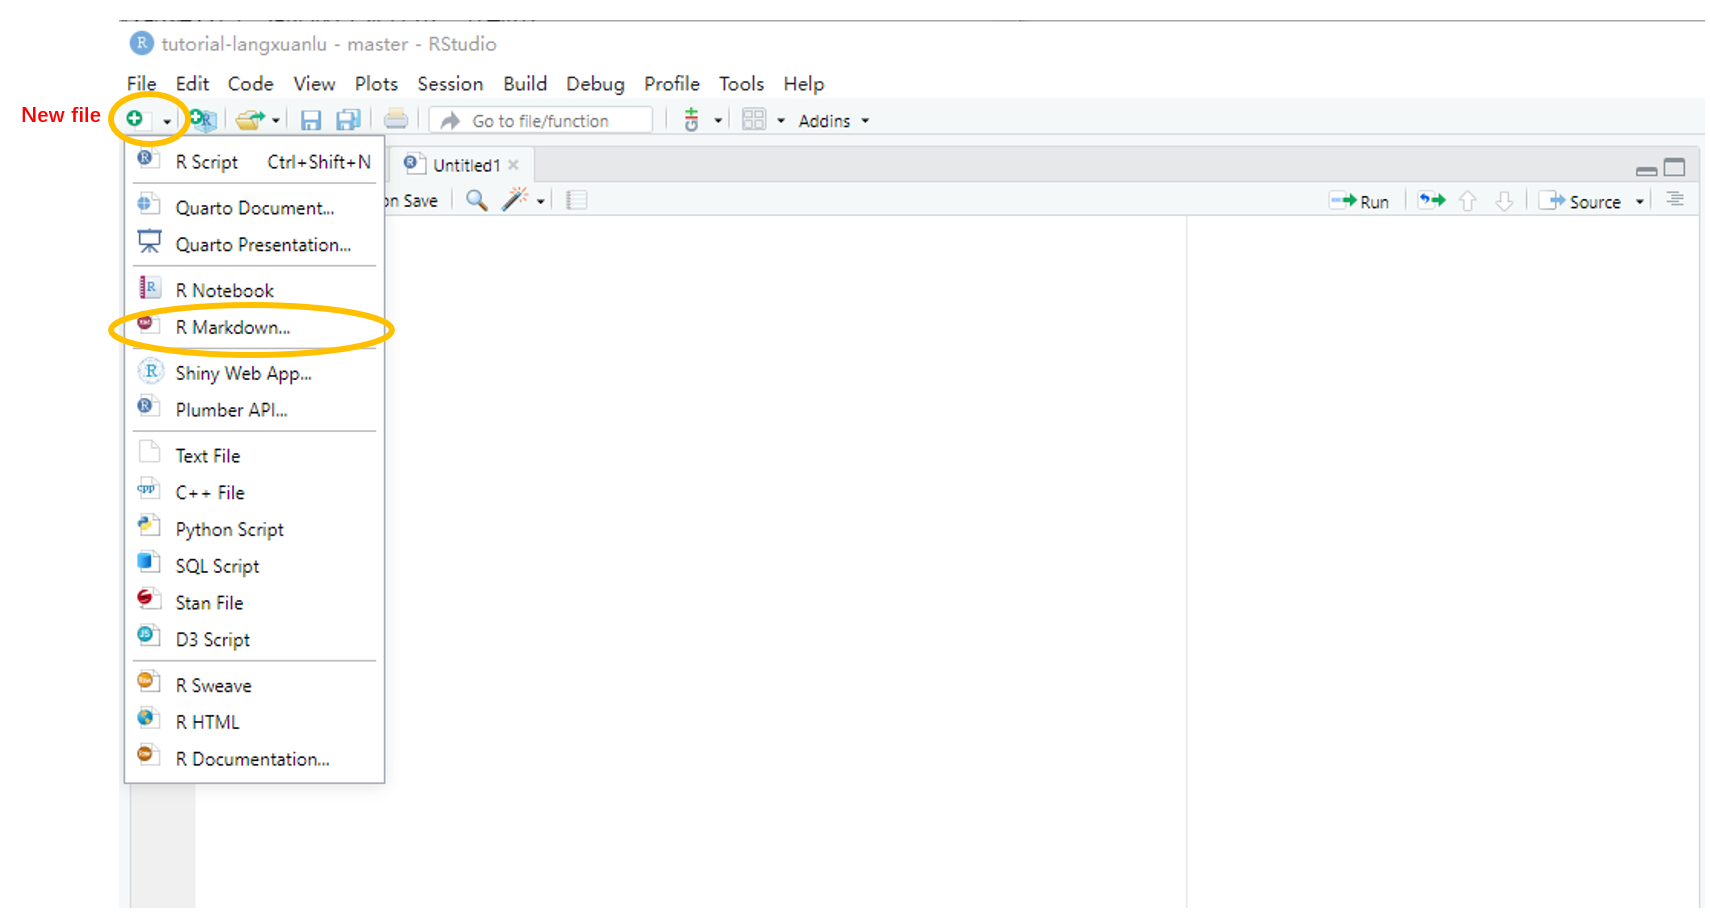 tutorial-langxuanlu - master - RStudio
File Edit Code View Plots Session Build Debug Profile Tools Help
New file
Go to file/function
Addins
R Script Ctrl+Shift+N
Untitled1
on Save
Run
Source
Quarto Document...
Quarto Presentation...
R Notebook
R Markdown...
Shiny Web App...
Plumber API...
Text File
C++ File
Python Script
SQL Script
Stan File
D3 Script
R Sweave
R HTML
R Documentation...